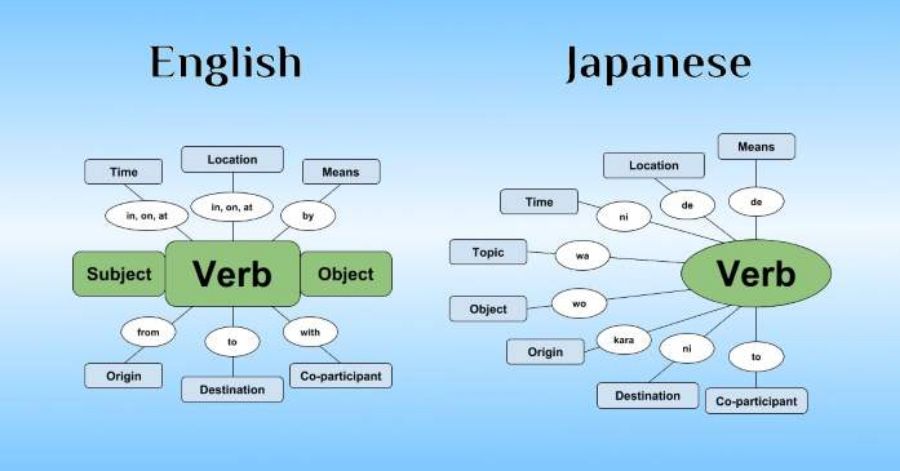 English
Time
Location
Means
in, on, at
in, on, at
by
Subject
Verb
Object
from
to
with
Origin
Destination
Co-participant
Japanese
Means
Location
Time
de
de
ni
Topic
wa
Verb
Object
wo
Origin
kara
ni
to
Destination
Co-participant